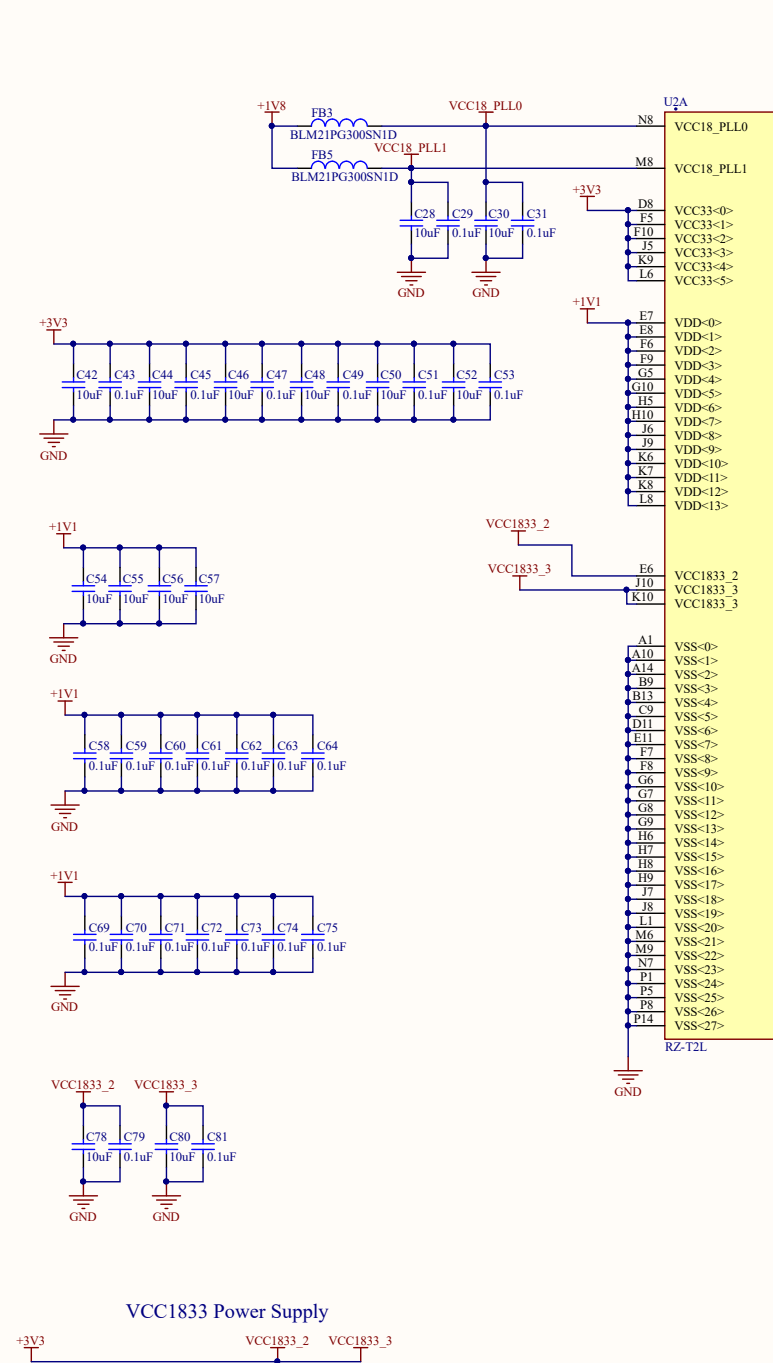 +1V8
FB3
BLM21PG300SN1D
VCC18_PLL0
FB5
BLM21PG300SN1D
VCC18_PLL1
C28
10uF
C29
0.1uF
C30
10uF
C31
0.1uF
GND
GND
+3V3
C42
10uF
C43
0.1uF
C44
10uF
C45
0.1uF
C46
10uF
C47
0.1uF
C48
10uF
C49
0.1uF
C50
10uF
C51
0.1uF
C52
10uF
C53
0.1uF
GND
+1V1
C54
10uF
C55
10uF
C56
10uF
C57
10uF
GND
+1V1
C58
0.1uF
C59
0.1uF
C60
0.1uF
C61
0.1uF
C62
0.1uF
C63
0.1uF
C64
0.1uF
GND
+1V1
C69
0.1uF
C70
0.1uF
C71
0.1uF
C72
0.1uF
C73
0.1uF
C74
0.1uF
C75
0.1uF
GND
VCC1833_2
C78
10uF
C79
0.1uF
GND
VCC1833_3
C80
10uF
C81
0.1uF
GND
U2A
N8 VCC18_PLL0
M8 VCC18_PLL1
+3V3
D8 VCC33<0>
F5 VCC33<1>
F10 VCC33<2>
J5 VCC33<3>
K9 VCC33<4>
L6 VCC33<5>
+1V1
E7 VDD<0>
E8 VDD<1>
F6 VDD<2>
F9 VDD<3>
G5 VDD<4>
G10 VDD<5>
H5 VDD<6>
H10 VDD<7>
J6 VDD<8>
J9 VDD<9>
K6 VDD<10>
K7 VDD<11>
K8 VDD<12>
L8 VDD<13>
VCC1833_2
VCC1833_3
E6 VCC1833_2
J10 VCC1833_3
K10 VCC1833_3
A1 VSS<0>
A10 VSS<1>
A14 VSS<2>
B9 VSS<3>
B13 VSS<4>
C9 VSS<5>
D11 VSS<6>
E11 VSS<7>
F7 VSS<8>
F8 VSS<9>
G6 VSS<10>
G7 VSS<11>
G8 VSS<12>
G9 VSS<13>
H6 VSS<14>
H7 VSS<15>
H8 VSS<16>
H9 VSS<17>
J7 VSS<18>
J8 VSS<19>
L1 VSS<20>
M6 VSS<21>
M9 VSS<22>
N7 VSS<23>
P1 VSS<24>
P5 VSS<25>
P8 VSS<26>
P14 VSS<27>
RZ-T2L
GND
VCC1833 Power Supply
+3V3
VCC1833_2
VCC1833_3